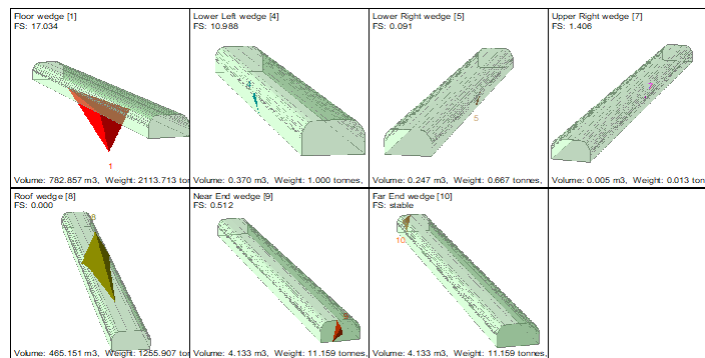 Floor wedge [1]
FS: 17.034
1
Volume: 782.857 m3, Weight: 2113.713 tor
Lower Left wedge [4]
FS: 10.988
4
Volume: 0.370 m3, Weight: 1.000 tonnes,
Lower Right wedge [5]
FS: 0.091
5
Volume: 0.247 m3, Weight: 0.667 tonnes,
Upper Right wedge [7]
FS: 1.406
7
Volume: 0.005 m3, Weight: 0.013 ton
Roof wedge [8]
FS: 0.000
8
Volume: 465.151 m3, Weight: 1255.907 tor
Near End wedge [9]
FS: 0.512
9
Volume: 4.133 m3, Weight: 11.159 tonnes,
Far End wedge [10]
FS: stable
10
Volume: 4.133 m3, Weight: 11.159 tonnes,